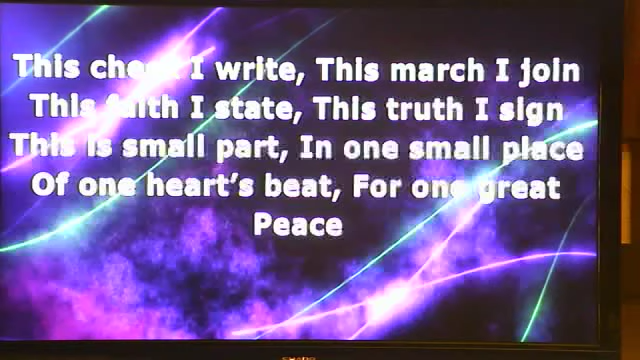 This check I write, This march I join
This faith I state, This truth I sign
This is small part, In one small place
Of one heart's beat, For one great
Peace